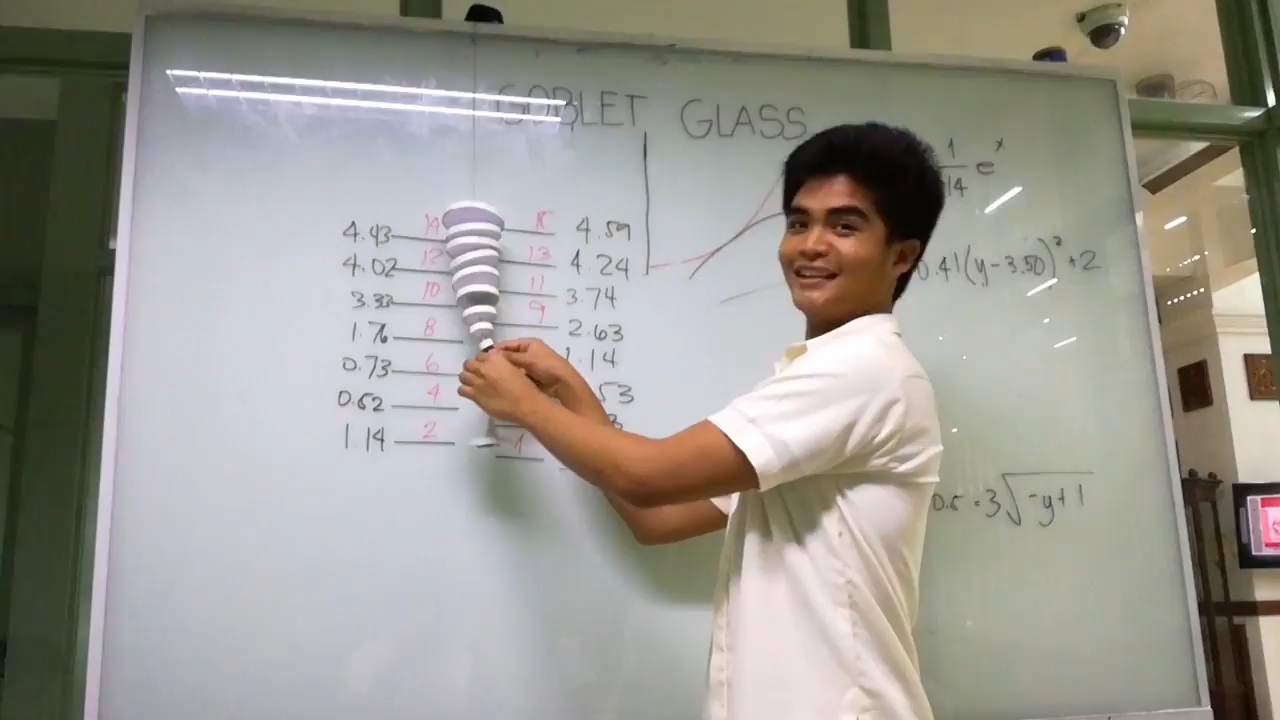 GOBLET GLASS
1/14 e^x
4.43 14 15 4.59
4.02 12 13 4.24
0.41(y-3.50)²+2
3.33 10 11 3.74
1.76 8 9 2.63
0.73 6 1.14
0.62 4 53
1.14 2 1
0.5 = 3√-y+1